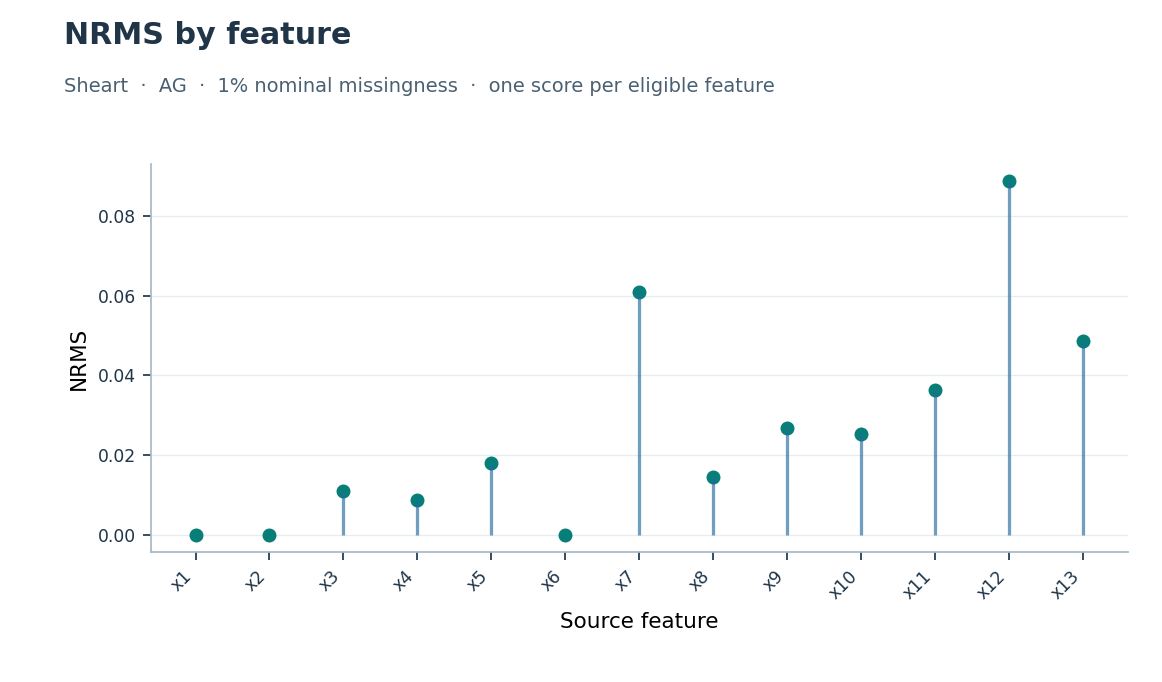 NRMS by feature
Sheart · AG · 1% nominal missingness · one score per eligible feature
NRMS
0.08
0.06
0.04
0.02
0.00
x1 x2 x3 x4 x5 x6 x7 x8 x9 x10 x11 x12 x13
Source feature